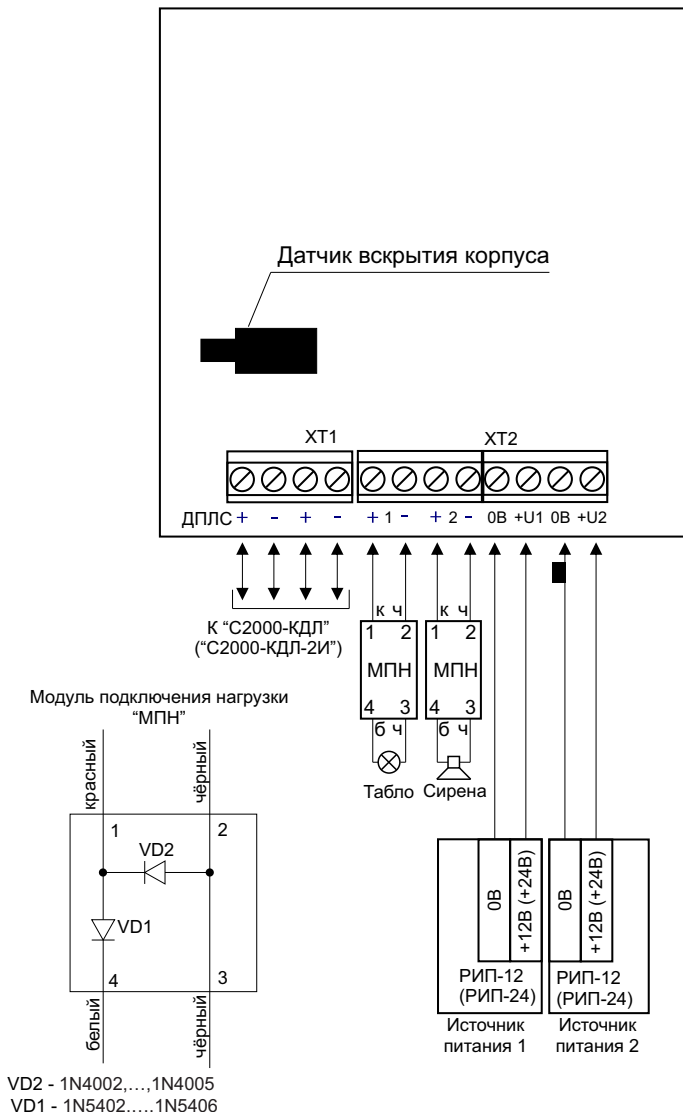 Датчик вскрытия корпуса
XT1
XT2
ДПЛС + - + - + 1 - + 2 - 0В +U1 0В +U2
К “С2000-КДЛ”
(“С2000-КДЛ-2И”)
к ч к ч
1 2 1 2
МПН МПН
4 3 4 3
б ч б ч
Табло Сирена
Модуль подключения нагрузки
“МПН”
красный
чёрный
1 2
VD2
VD1
4 3
белый
чёрный
VD2 - 1N4002,...,1N4005
VD1 - 1N5402,...,1N5406
0В
+12В (+24В)
0В
+12В (+24В)
РИП-12
(РИП-24)
РИП-12
(РИП-24)
Источник
питания 1
Источник
питания 2